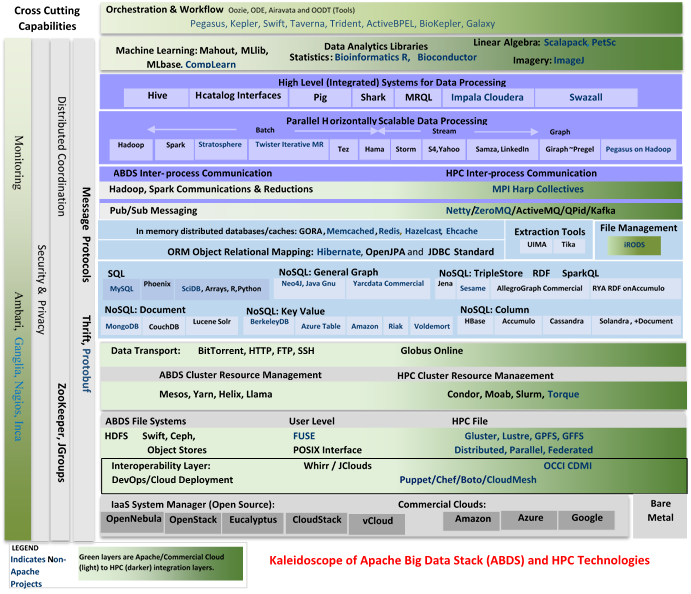 Cross Cutting
Capabilities
Orchestration & Workflow Oozie, ODE, Airavata and OODT (Tools)
Pegasus, Kepler, Swift, Taverna, Trident, ActiveBPEL, BioKepler, Galaxy
Machine Learning: Mahout, MLlib,
MLbase, CompLearn
Data Analytics Libraries
Statistics: Bioinformatics R, Bioconductor
Linear Algebra: Scalapack, PetSc
Imagery: ImageJ
High Level (Integrated) Systems for Data Processing
Hive
Hcatalog Interfaces
Pig
Shark
MRQL
Impala Cloudera
Swazall
Parallel Horizontally Scalable Data Processing
Batch
Stream
Graph
Hadoop
Spark
Stratosphere
Twister Iterative MR
Tez
Hama
Storm
S4,Yahoo
Samza, LinkedIn
Giraph ~Pregel
Pegasus on Hadoop
ABDS Inter-process Communication
HPC Inter-process Communication
Hadoop, Spark Communications & Reductions
MPI Harp Collectives
Pub/Sub Messaging
Netty/ZeroMQ/ActiveMQ/QPid/Kafka
In memory distributed databases/caches: GORA, Memcached, Redis, Hazelcast, Ehcache
ORM Object Relational Mapping: Hibernate, OpenJPA and JDBC Standard
Extraction Tools
UIMA
Tika
File Management
iRODS
SQL
MySQL
Phoenix
SciDB, Arrays, R,Python
NoSQL: General Graph
Neo4J, Java Gnu
Yarcdata Commercial
NoSQL: TripleStore RDF SparkQL
Jena
Sesame
AllegroGraph Commercial
RYA RDF onAccumulo
NoSQL: Document
MongoDB
CouchDB
Lucene Solr
NoSQL: Key Value
BerkeleyDB
Azure Table
Amazon
Riak
Voldemort
NoSQL: Column
HBase
Accumulo
Cassandra
Solandra, +Document
Data Transport: BitTorrent, HTTP, FTP, SSH
Globus Online
ABDS Cluster Resource Management
HPC Cluster Resource Management
Mesos, Yarn, Helix, Llama
Condor, Moab, Slurm, Torque
ABDS File Systems
User Level
HPC File
HDFS Swift, Ceph,
Object Stores
FUSE
POSIX Interface
Gluster, Lustre, GPFS, GFFS
Distributed, Parallel, Federated
Interoperability Layer:
Whirr / JClouds
OCCI CDMI
DevOps/Cloud Deployment
Puppet/Chef/Boto/CloudMesh
IaaS System Manager (Open Source):
Commercial Clouds:
OpenNebula
OpenStack
Eucalyptus
CloudStack
vCloud
Amazon
Azure
Google
Bare
Metal
Monitoring
Ambari, Ganglia, Nagios, Inca
Security & Privacy
Distributed Coordination
ZooKeeper, JGroups
Message Protocols
Thrift, Protobuf
LEGEND
Indicates Non-
Apache
Projects
Green layers are Apache/Commercial Cloud
(light) to HPC (darker) integration layers.
Kaleidoscope of Apache Big Data Stack (ABDS) and HPC Technologies